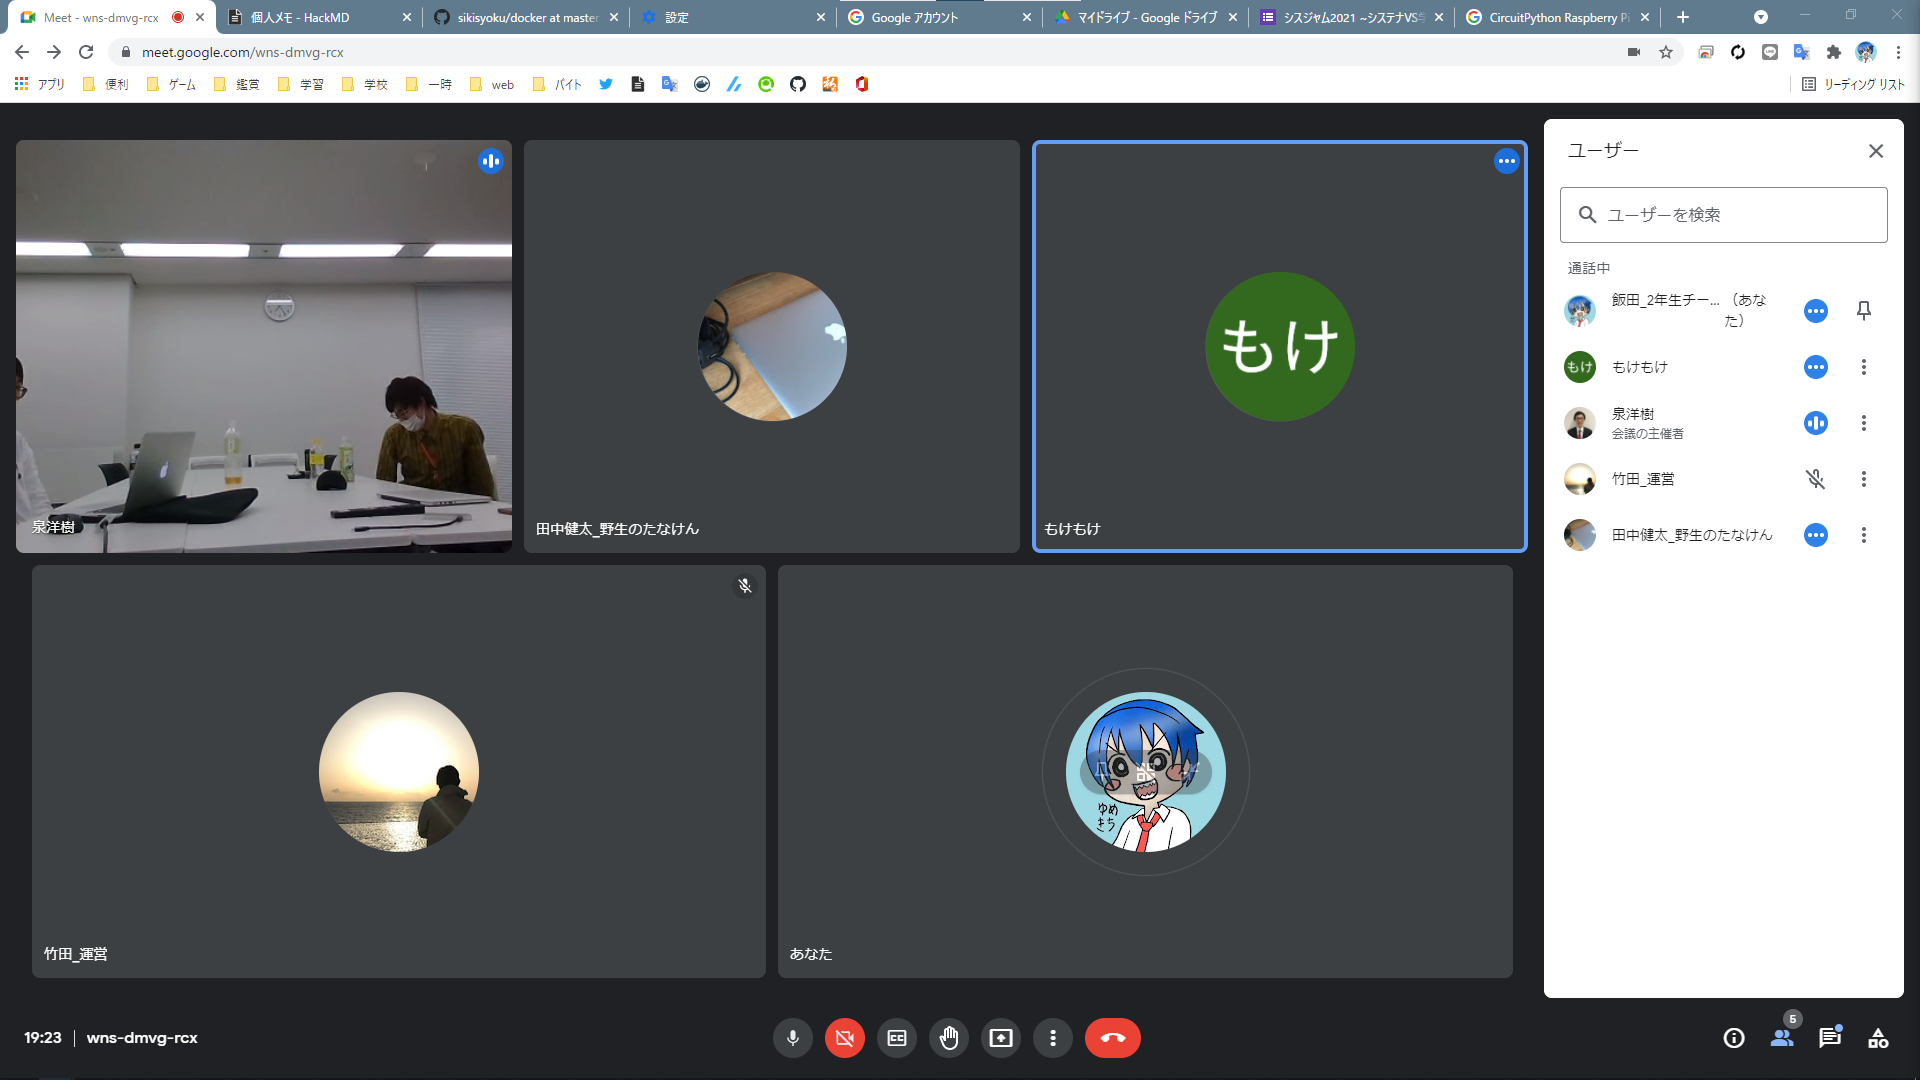 Meet - wns-dmvg-rcx
個人メモ - HackMD
sikisyoku/docker at master
設定
Google アカウント
マイドライブ - Google ドライブ
シスジャム2021 ~システナVS学
CircuitPython Raspberry Pi
meet.google.com/wns-dmvg-rcx
アプリ
便利
ゲーム
鑑賞
学習
学校
一時
web
バイト
リーディング リスト
泉洋樹
田中健太_野生のたなけん
もけ
もけもけ
竹田_運営
ゆめ
きち
あなた
ユーザー
ユーザーを検索
通話中
飯田_2年生チー... （あな
た）
もけ
もけもけ
泉洋樹
会議の主催者
竹田_運営
田中健太_野生のたなけん
19:23 | wns-dmvg-rcx
5